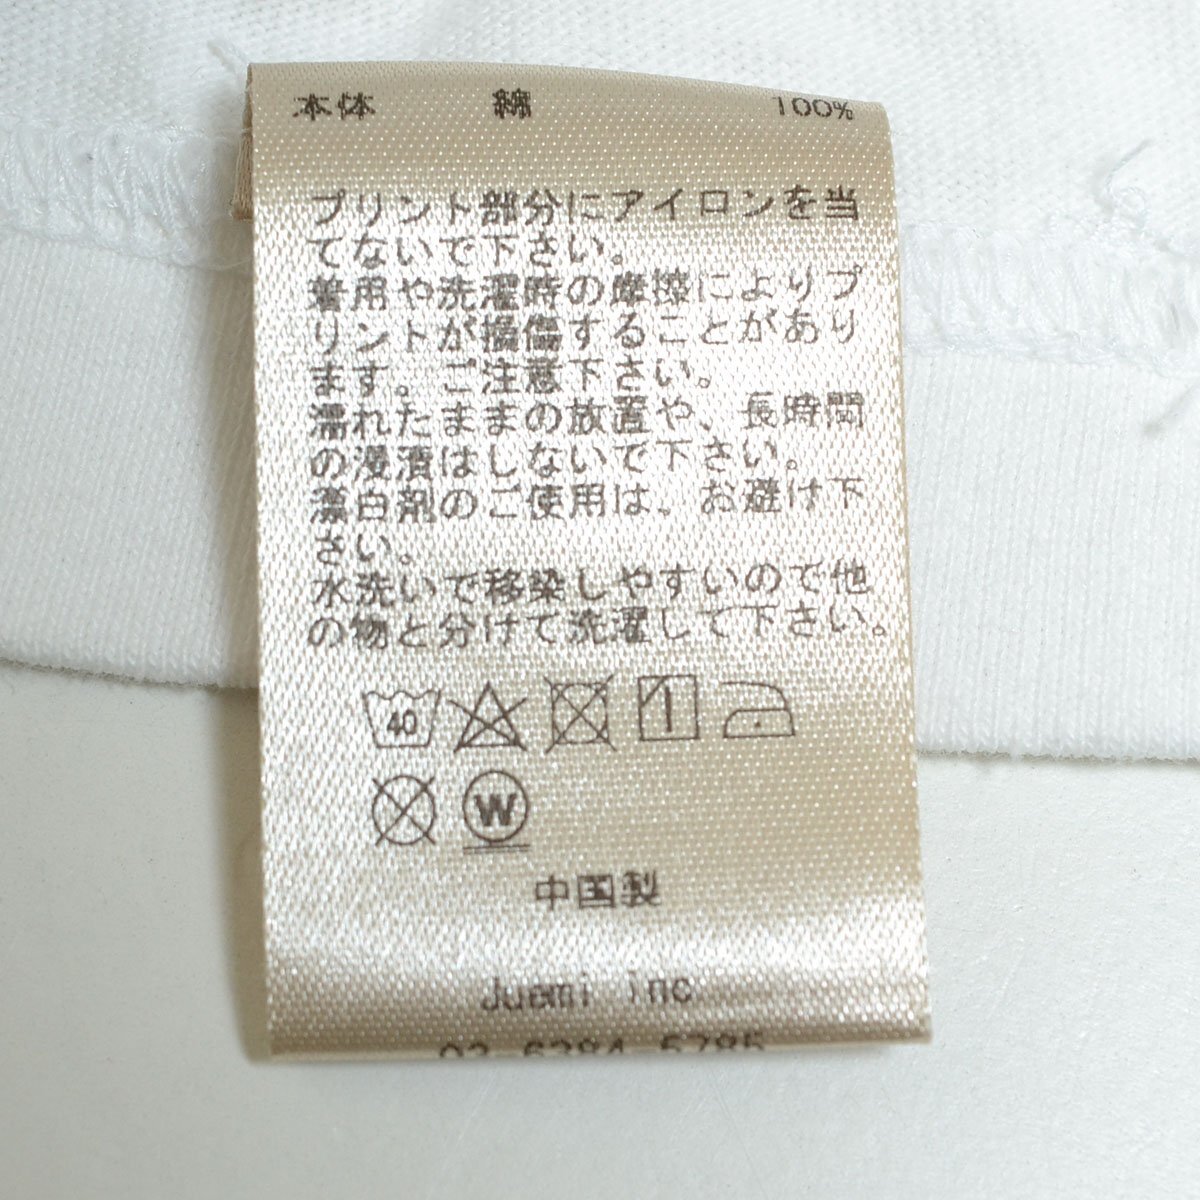 本体 綿 100%
プリント部分にアイロンを当
てないで下さい。
着用や洗濯時の摩擦によりプ
リントが損傷することがあり
ます。ご注意下さい。
濡れたままの放置や、長時間
の浸漬はしないで下さい。
漂白剤のご使用は、お避け下
さい。
水洗いで移染しやすいので他
の物と分けて洗濯して下さい。
40
W
中国製
Juemi inc
03 6384 5785